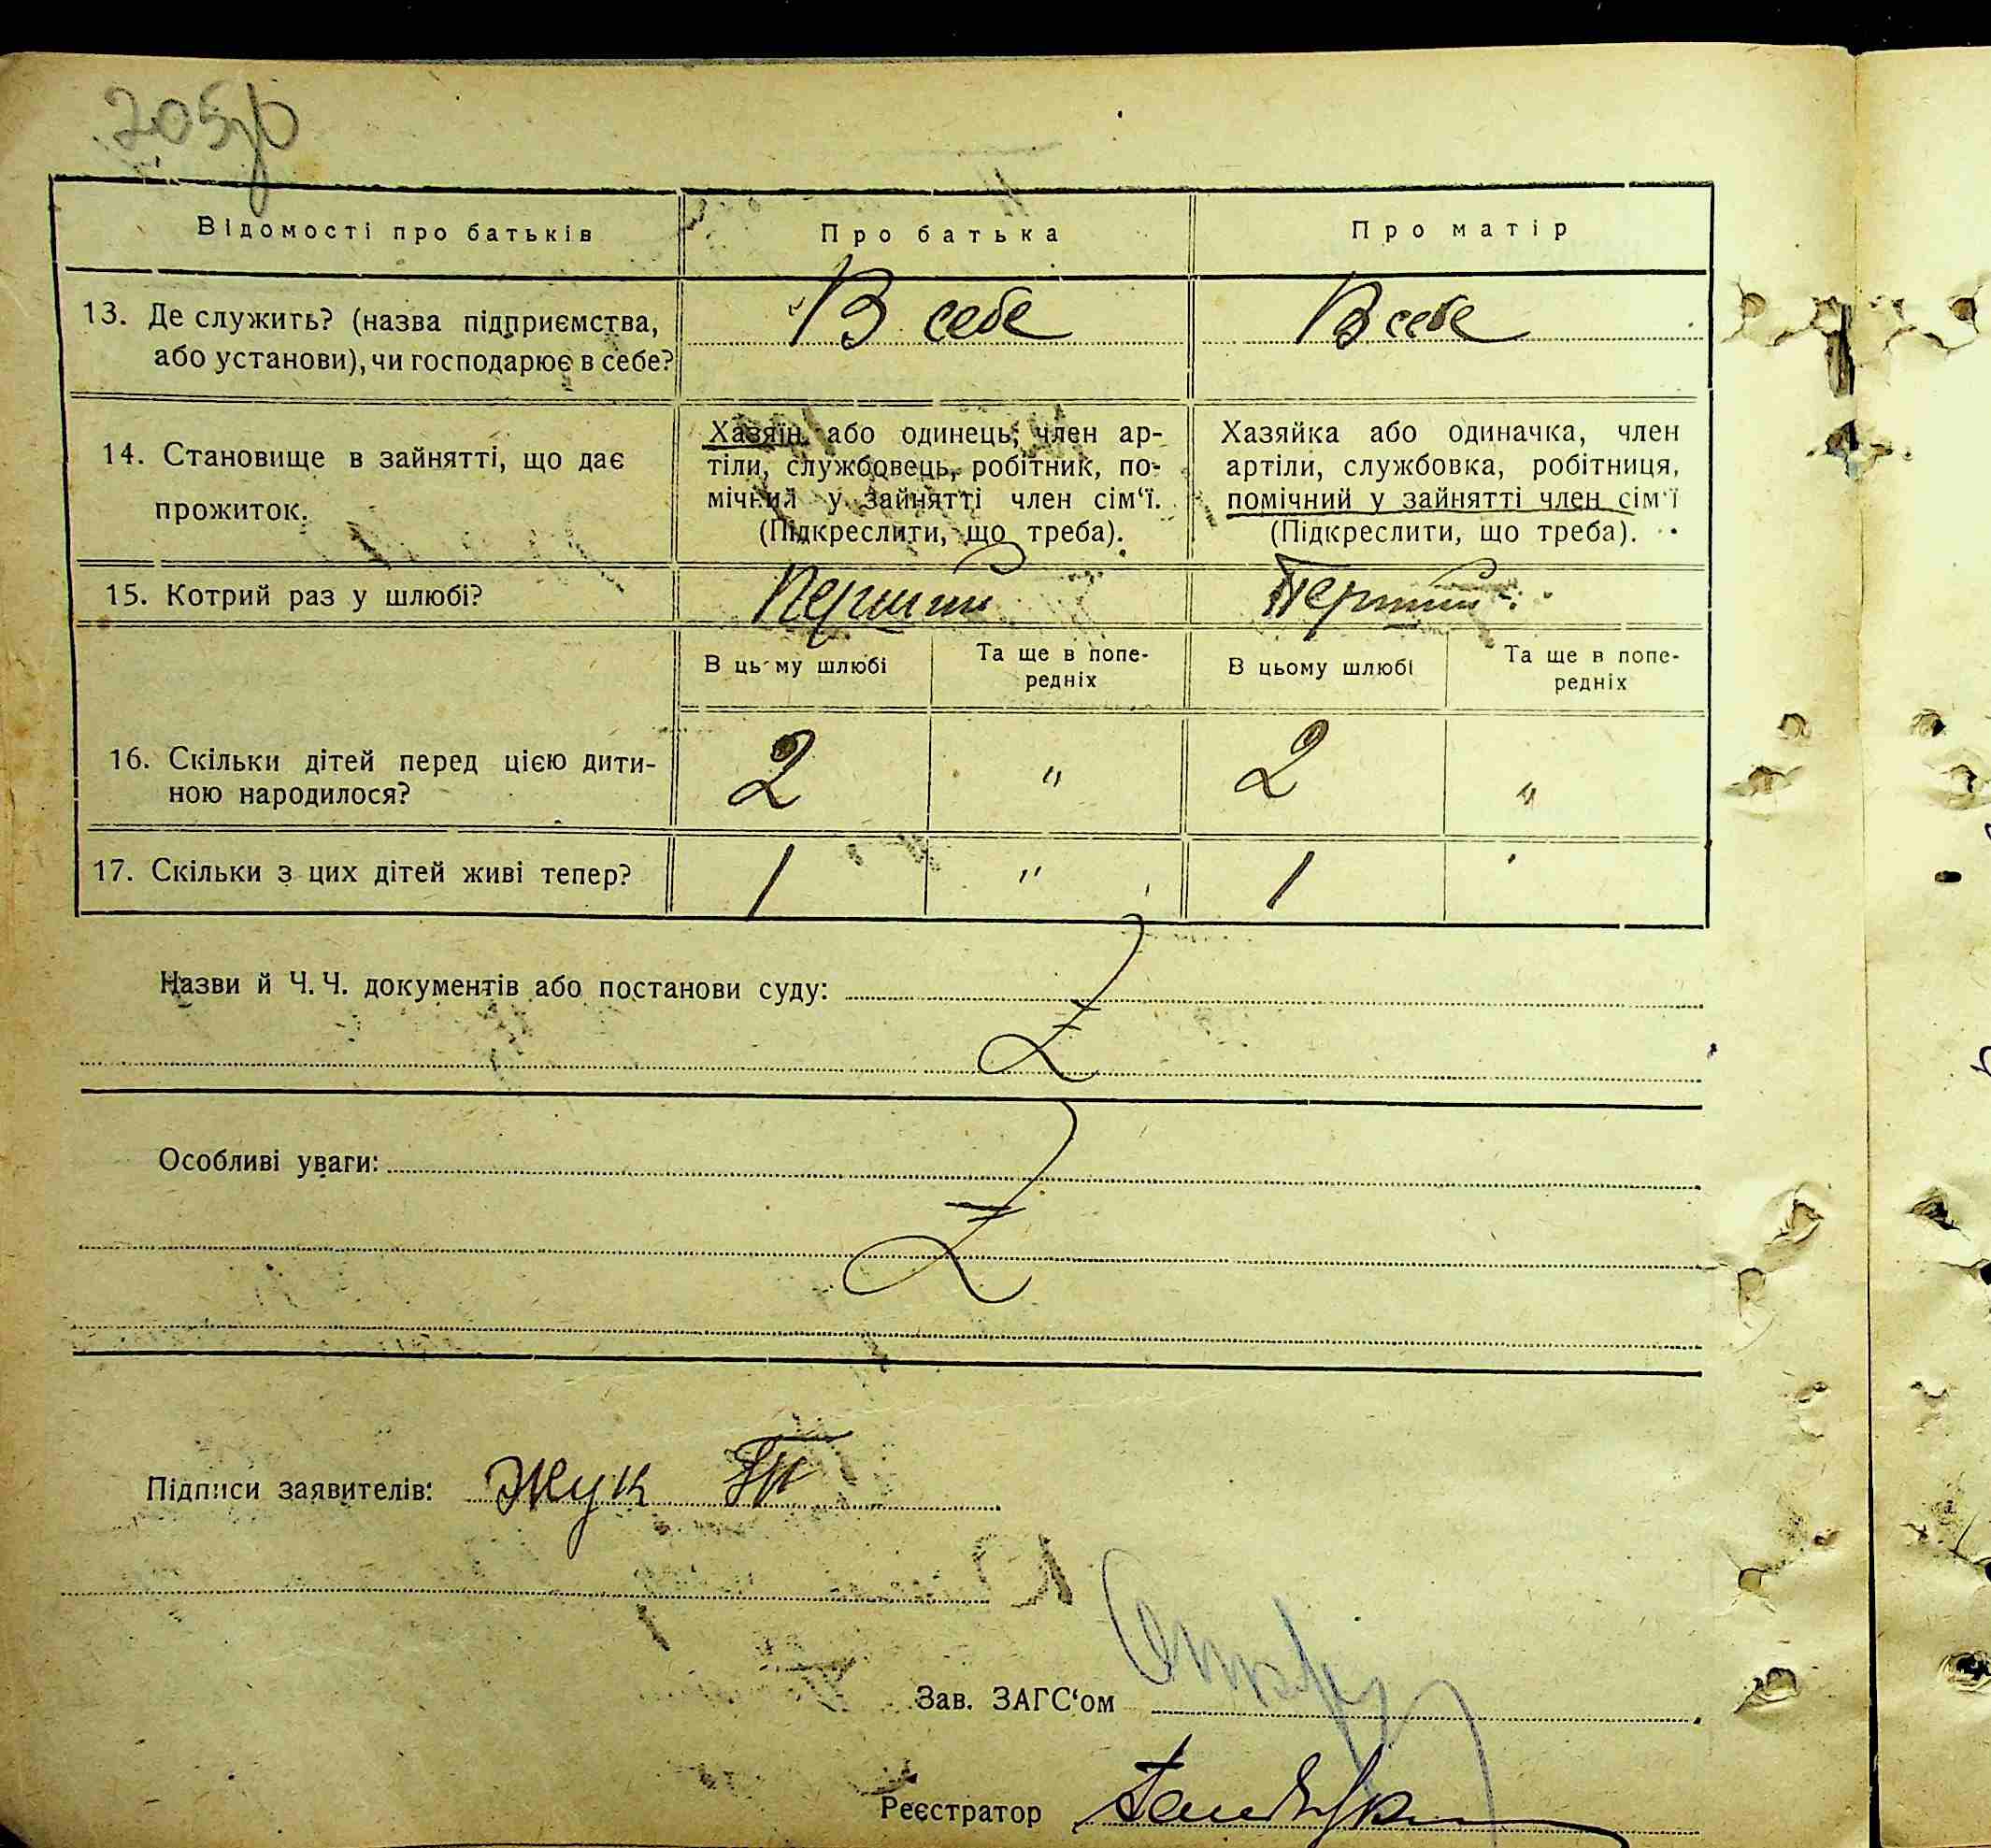 205зв
Відомості про батьків
Про батька
Про матір
13. Де служить? (назва підприємства,
або установи), чи господарює в себе?
В себе
В себе
14. Становище в зайнятті, що дає
прожиток.
Хазяїн або одинець, член ар-
тіли, службовець, робітник, по-
мічний у зайнятті член сім‘ї.
(Підкреслити, що треба).
Хазяйка або одиначка, член
артіли, службовка, робітниця,
помічний у зайнятті член сім‘ї
(Підкреслити, що треба).
15. Котрий раз у шлюбі?
Перший
Перший
В цьму шлюбі
Та ще в попе-
редніх
В цьому шлюбі
Та ще в попе-
редніх
16. Скільки дітей перед цією дити-
ною народилося?
2
"
2
"
17. Скільки з цих дітей живі тепер?
1
"
1
Назви й Ч. Ч. документів або постанови суду:
Особливі уваги:
Підписи заявителів: Жук
Зав. ЗАГС‘ом
Реєстратор